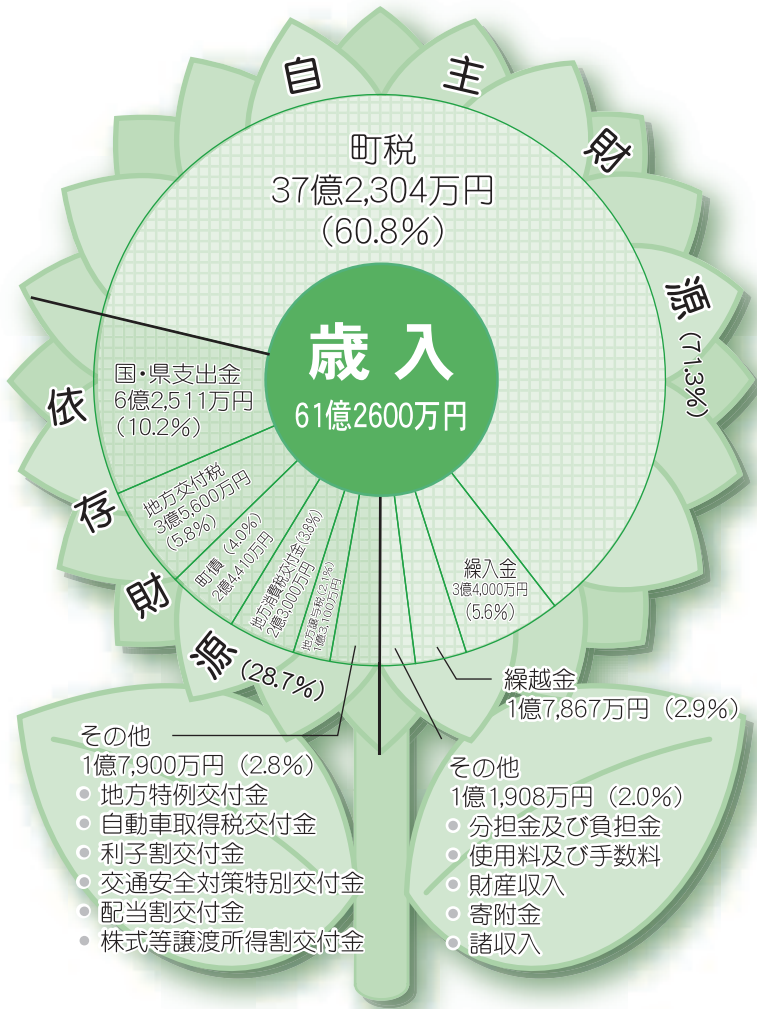 自主財源(71.3%)
町税
37億2,304万円
(60.8%)
歳入
61億2600万円
国・県支出金
6億2,511万円
(10.2%)
地方交付税
3億5,600万円
(5.8%)
町債(4.0%)
2億4,410万円
地方消費税交付金(3.8%)
2億3,000万円
地方譲与税(2.1%)
1億3,100万円
繰入金
3億4,000万円
(5.6%)
依存財源(28.7%)
繰越金
1億7,867万円(2.9%)
その他
1億7,900万円(2.8%)
● 地方特例交付金
● 自動車取得税交付金
● 利子割交付金
● 交通安全対策特別交付金
● 配当割交付金
● 株式等譲渡所得割交付金
その他
1億1,908万円(2.0%)
● 分担金及び負担金
● 使用料及び手数料
● 財産収入
● 寄附金
● 諸収入